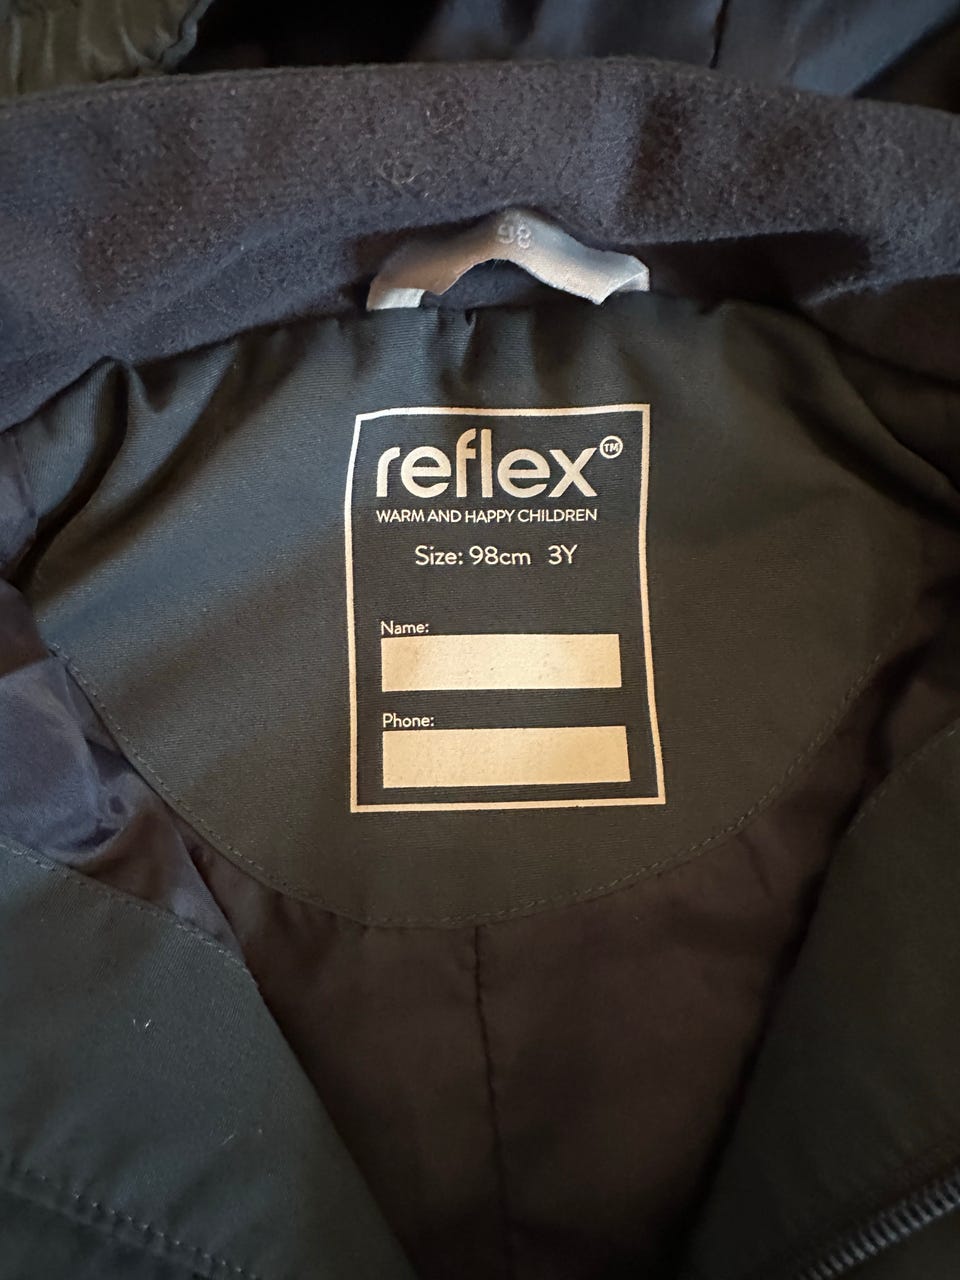 98
reflex™
WARM AND HAPPY CHILDREN
Size: 98cm 3Y
Name:
Phone: